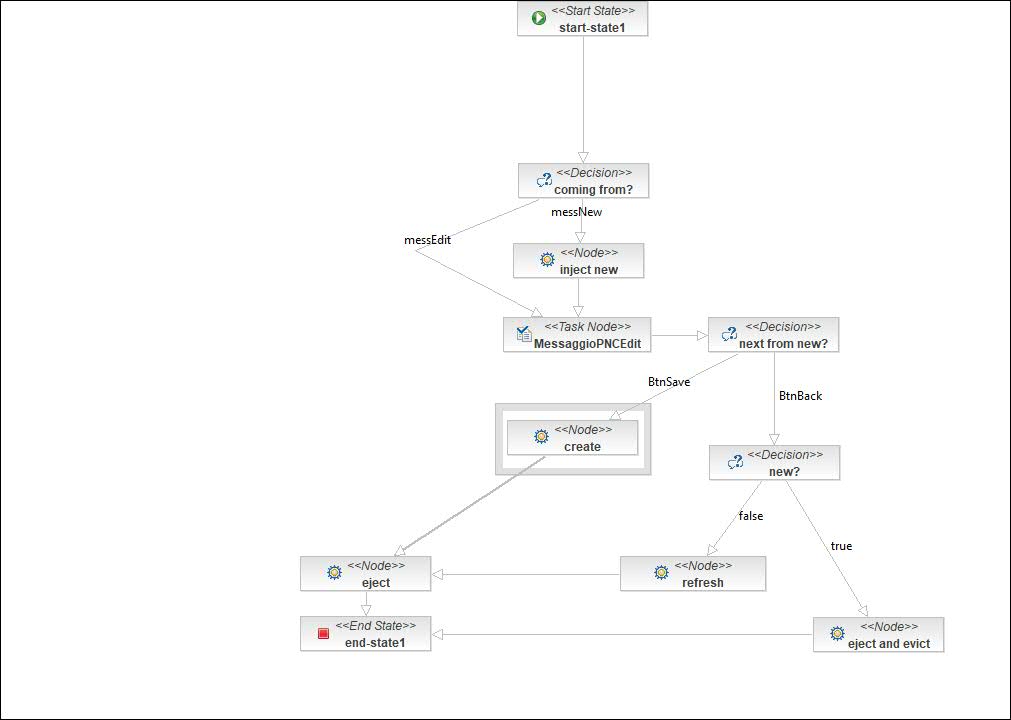 <<Start State>>
start-state1
<<Decision>>
coming from?
messNew
messEdit
<<Node>>
inject new
<<Task Node>>
MessaggioPNCEdit
<<Decision>>
next from new?
BtnSave
BtnBack
<<Node>>
create
<<Decision>>
new?
false
true
<<Node>>
eject
<<Node>>
refresh
<<End State>>
end-state1
<<Node>>
eject and evict